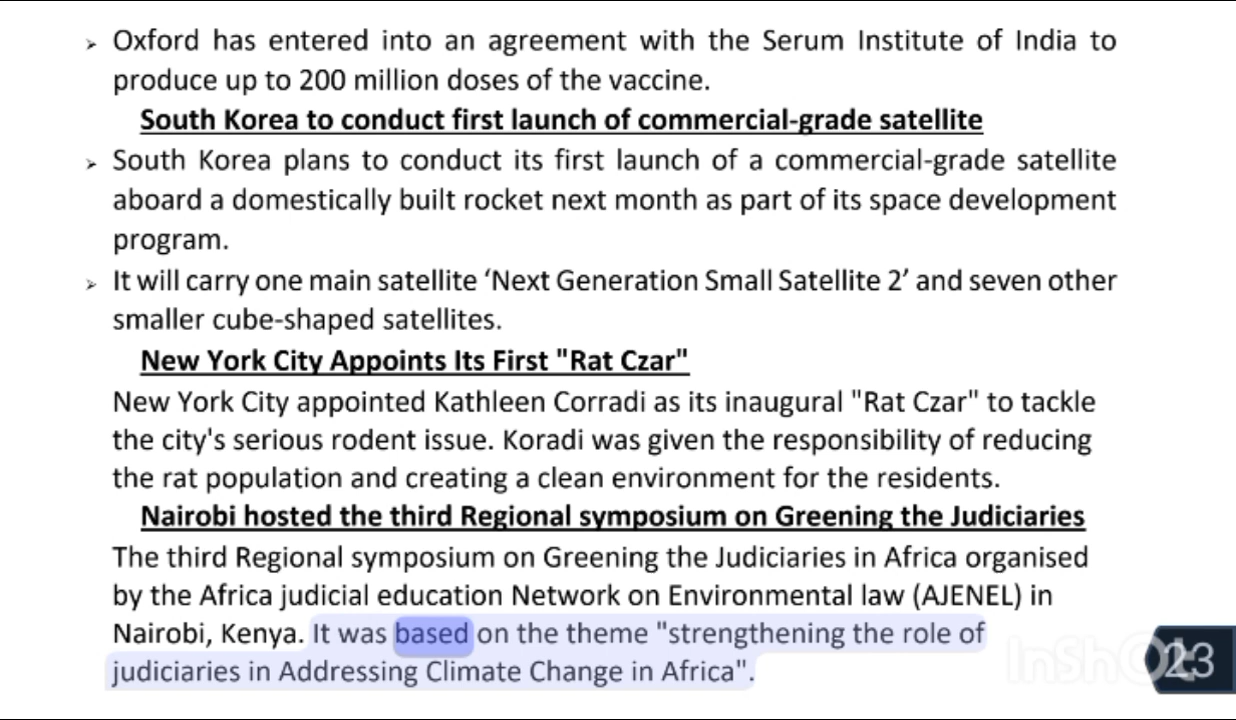 ➢ Oxford has entered into an agreement with the Serum Institute of India to
produce up to 200 million doses of the vaccine.
South Korea to conduct first launch of commercial-grade satellite
➢ South Korea plans to conduct its first launch of a commercial-grade satellite
aboard a domestically built rocket next month as part of its space development
program.
➢ It will carry one main satellite ‘Next Generation Small Satellite 2’ and seven other
smaller cube-shaped satellites.
New York City Appoints Its First "Rat Czar"
New York City appointed Kathleen Corradi as its inaugural "Rat Czar" to tackle
the city's serious rodent issue. Koradi was given the responsibility of reducing
the rat population and creating a clean environment for the residents.
Nairobi hosted the third Regional symposium on Greening the Judiciaries
The third Regional symposium on Greening the Judiciaries in Africa organised
by the Africa judicial education Network on Environmental law (AJENEL) in
Nairobi, Kenya. It was based on the theme "strengthening the role of
judiciaries in Addressing Climate Change in Africa".
InShOt
23